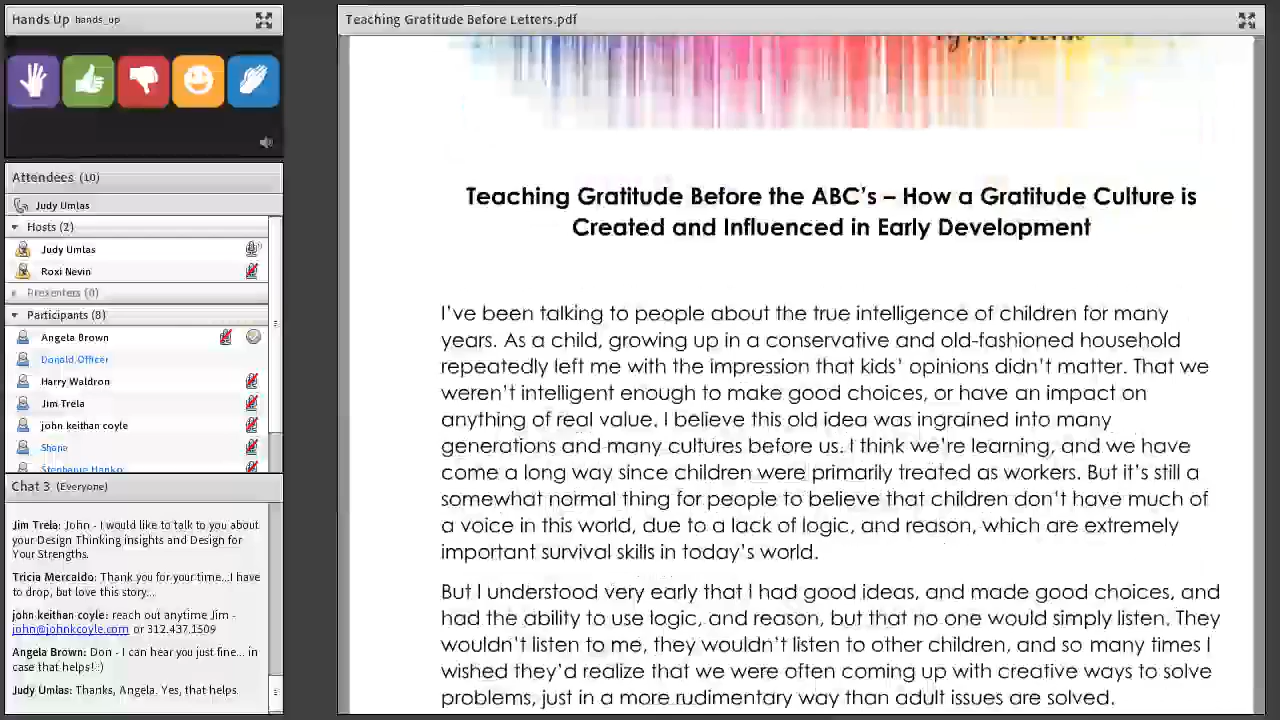 Hands Up hands_up
Attendees (10)
Judy Umlas
Hosts (2)
Judy Umlas
Roxi Nevin
Presenters (0)
Participants (8)
Angela Brown
Donald Officer
Harry Waldron
Jim Trela
john keithan coyle
Shane
Stephanie Hanko
Chat 3 (Everyone)
Jim Trela: John - I would like to talk to you about
your Design Thinking insights and Design for
Your Strengths.
Tricia Mercaldo: Thank you for your time...I have
to drop, but love this story...
john keithan coyle: reach out anytime Jim -
john@johnkcoyle.com or 312.437.1509
Angela Brown: Don - I can hear you just fine... in
case that helps! :)
Judy Umlas: Thanks, Angela. Yes, that helps.
Teaching Gratitude Before Letters.pdf
Teaching Gratitude Before the ABC's – How a Gratitude Culture is
Created and Influenced in Early Development
I've been talking to people about the true intelligence of children for many
years. As a child, growing up in a conservative and old-fashioned household
repeatedly left me with the impression that kids' opinions didn't matter. That we
weren't intelligent enough to make good choices, or have an impact on
anything of real value. I believe this old idea was ingrained into many
generations and many cultures before us. I think we're learning, and we have
come a long way since children were primarily treated as workers. But it's still a
somewhat normal thing for people to believe that children don't have much of
a voice in this world, due to a lack of logic, and reason, which are extremely
important survival skills in today's world.
But I understood very early that I had good ideas, and made good choices, and
had the ability to use logic, and reason, but that no one would simply listen. They
wouldn't listen to me, they wouldn't listen to other children, and so many times I
wished they'd realize that we were often coming up with creative ways to solve
problems, just in a more rudimentary way than adult issues are solved.